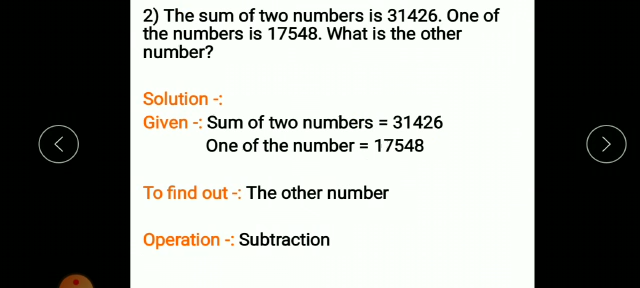 2) The sum of two numbers is 31426. One of
the numbers is 17548. What is the other
number?
Solution -:
Given -: Sum of two numbers = 31426
One of the number = 17548
To find out -: The other number
Operation -: Subtraction